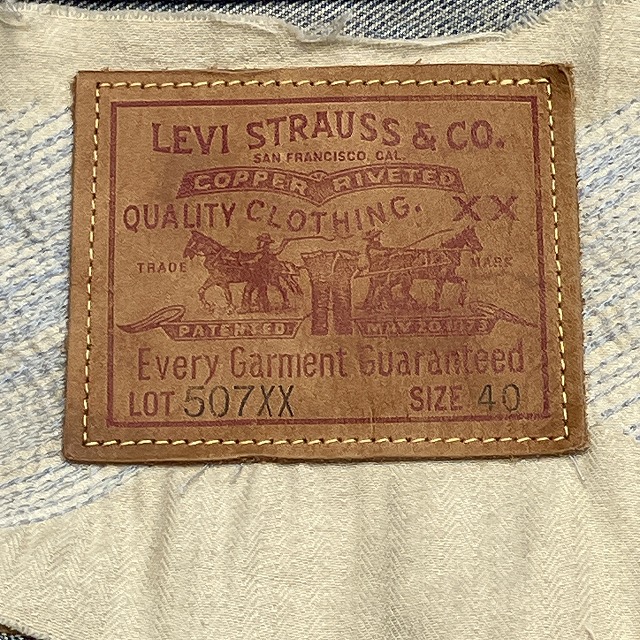 LEVI STRAUSS & CO.
SAN FRANCISCO, CAL.
COPPER RIVETED
QUALITY CLOTHING. XX
TRADE MARK
PATENTED MAY 20 1873
Every Garment Guaranteed
LOT 507XX SIZE 40